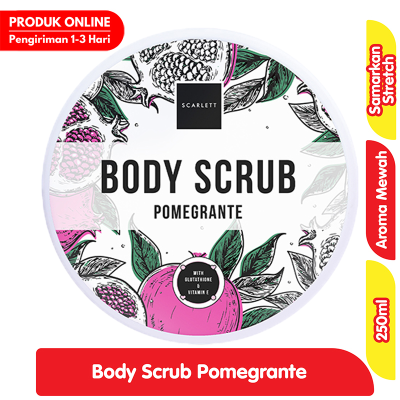 PRODUK ONLINE
Pengiriman 1-3 Hari
SCARLETT
BODY SCRUB
POMEGRANTE
WITH
GLUTATHIONE
&
VITAMIN E
Samarkan
Stretch
Aroma Mewah
250ml
Body Scrub Pomegrante